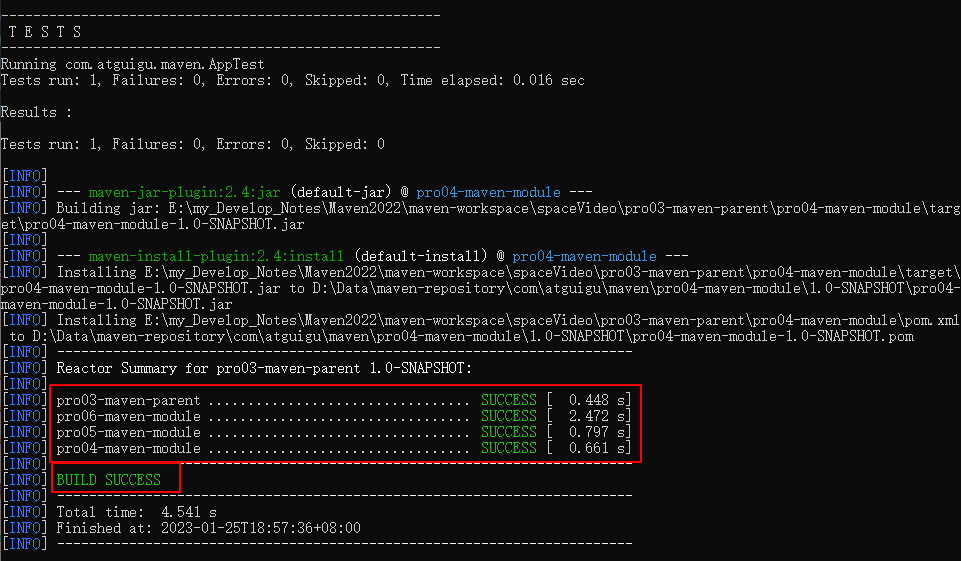 -------------------------------------------------------
 T E S T S
-------------------------------------------------------
Running com.atguigu.maven.AppTest
Tests run: 1, Failures: 0, Errors: 0, Skipped: 0, Time elapsed: 0.016 sec
Results :
Tests run: 1, Failures: 0, Errors: 0, Skipped: 0
[INFO]
[INFO] --- maven-jar-plugin:2.4:jar (default-jar) @ pro04-maven-module ---
[INFO] Building jar: E:\my_Develop_Notes\Maven2022\maven-workspace\spaceVideo\pro03-maven-parent\pro04-maven-module\targ
et\pro04-maven-module-1.0-SNAPSHOT.jar
[INFO]
[INFO] --- maven-install-plugin:2.4:install (default-install) @ pro04-maven-module ---
[INFO] Installing E:\my_Develop_Notes\Maven2022\maven-workspace\spaceVideo\pro03-maven-parent\pro04-maven-module\target\
pro04-maven-module-1.0-SNAPSHOT.jar to D:\Data\maven-repository\com\atguigu\maven\pro04-maven-module\1.0-SNAPSHOT\pro04-
maven-module-1.0-SNAPSHOT.jar
[INFO] Installing E:\my_Develop_Notes\Maven2022\maven-workspace\spaceVideo\pro03-maven-parent\pro04-maven-module\pom.xml
 to D:\Data\maven-repository\com\atguigu\maven\pro04-maven-module\1.0-SNAPSHOT\pro04-maven-module-1.0-SNAPSHOT.pom
[INFO] ------------------------------------------------------------------------
[INFO] Reactor Summary for pro03-maven-parent 1.0-SNAPSHOT:
[INFO]
[INFO] pro03-maven-parent ................................. SUCCESS [  0.448 s]
[INFO] pro06-maven-module ................................. SUCCESS [  2.472 s]
[INFO] pro05-maven-module ................................. SUCCESS [  0.797 s]
[INFO] pro04-maven-module ................................. SUCCESS [  0.661 s]
[INFO] ------------------------------------------------------------------------
[INFO] BUILD SUCCESS
[INFO] ------------------------------------------------------------------------
[INFO] Total time:  4.541 s
[INFO] Finished at: 2023-01-25T18:57:36+08:00
[INFO] ------------------------------------------------------------------------